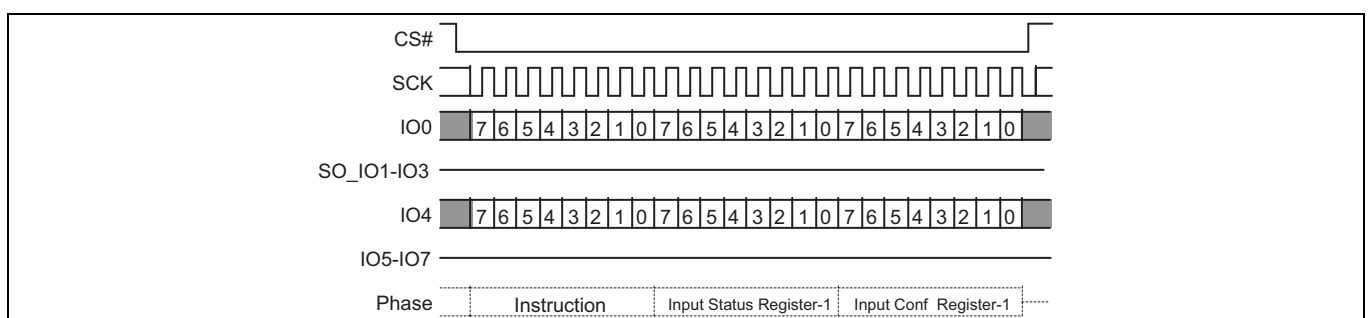 CS#
SCK
IO0 7 6 5 4 3 2 1 0 7 6 5 4 3 2 1 0 7 6 5 4 3 2 1 0
SO_IO1-IO3
IO4 7 6 5 4 3 2 1 0 7 6 5 4 3 2 1 0 7 6 5 4 3 2 1 0
IO5-IO7
Phase Instruction Input Status Register-1 Input Conf Register-1